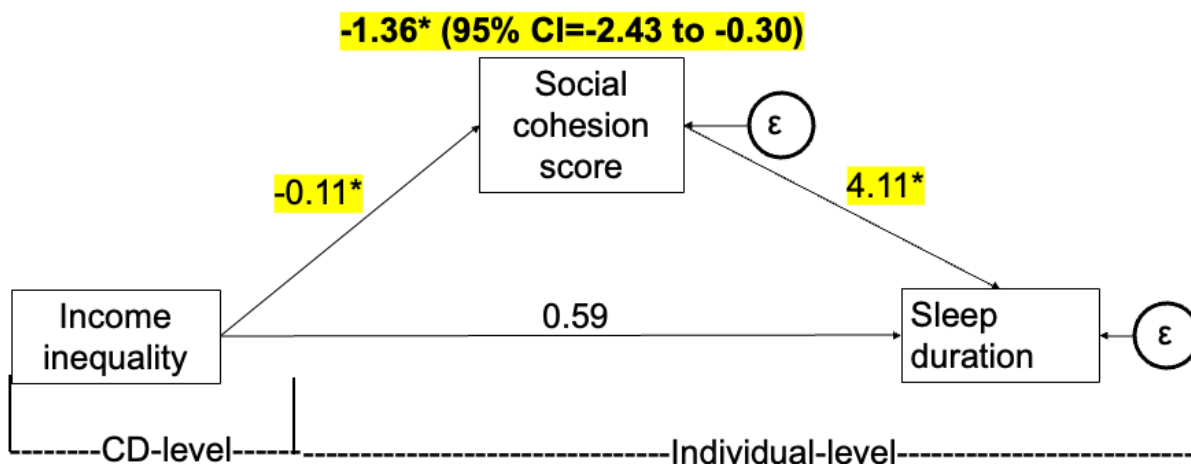 -1.36* (95% CI=-2.43 to -0.30)
Social
cohesion
score
ε
-0.11*
4.11*
Income
inequality
0.59
Sleep
duration
ε
--------CD-level------
Individual-level